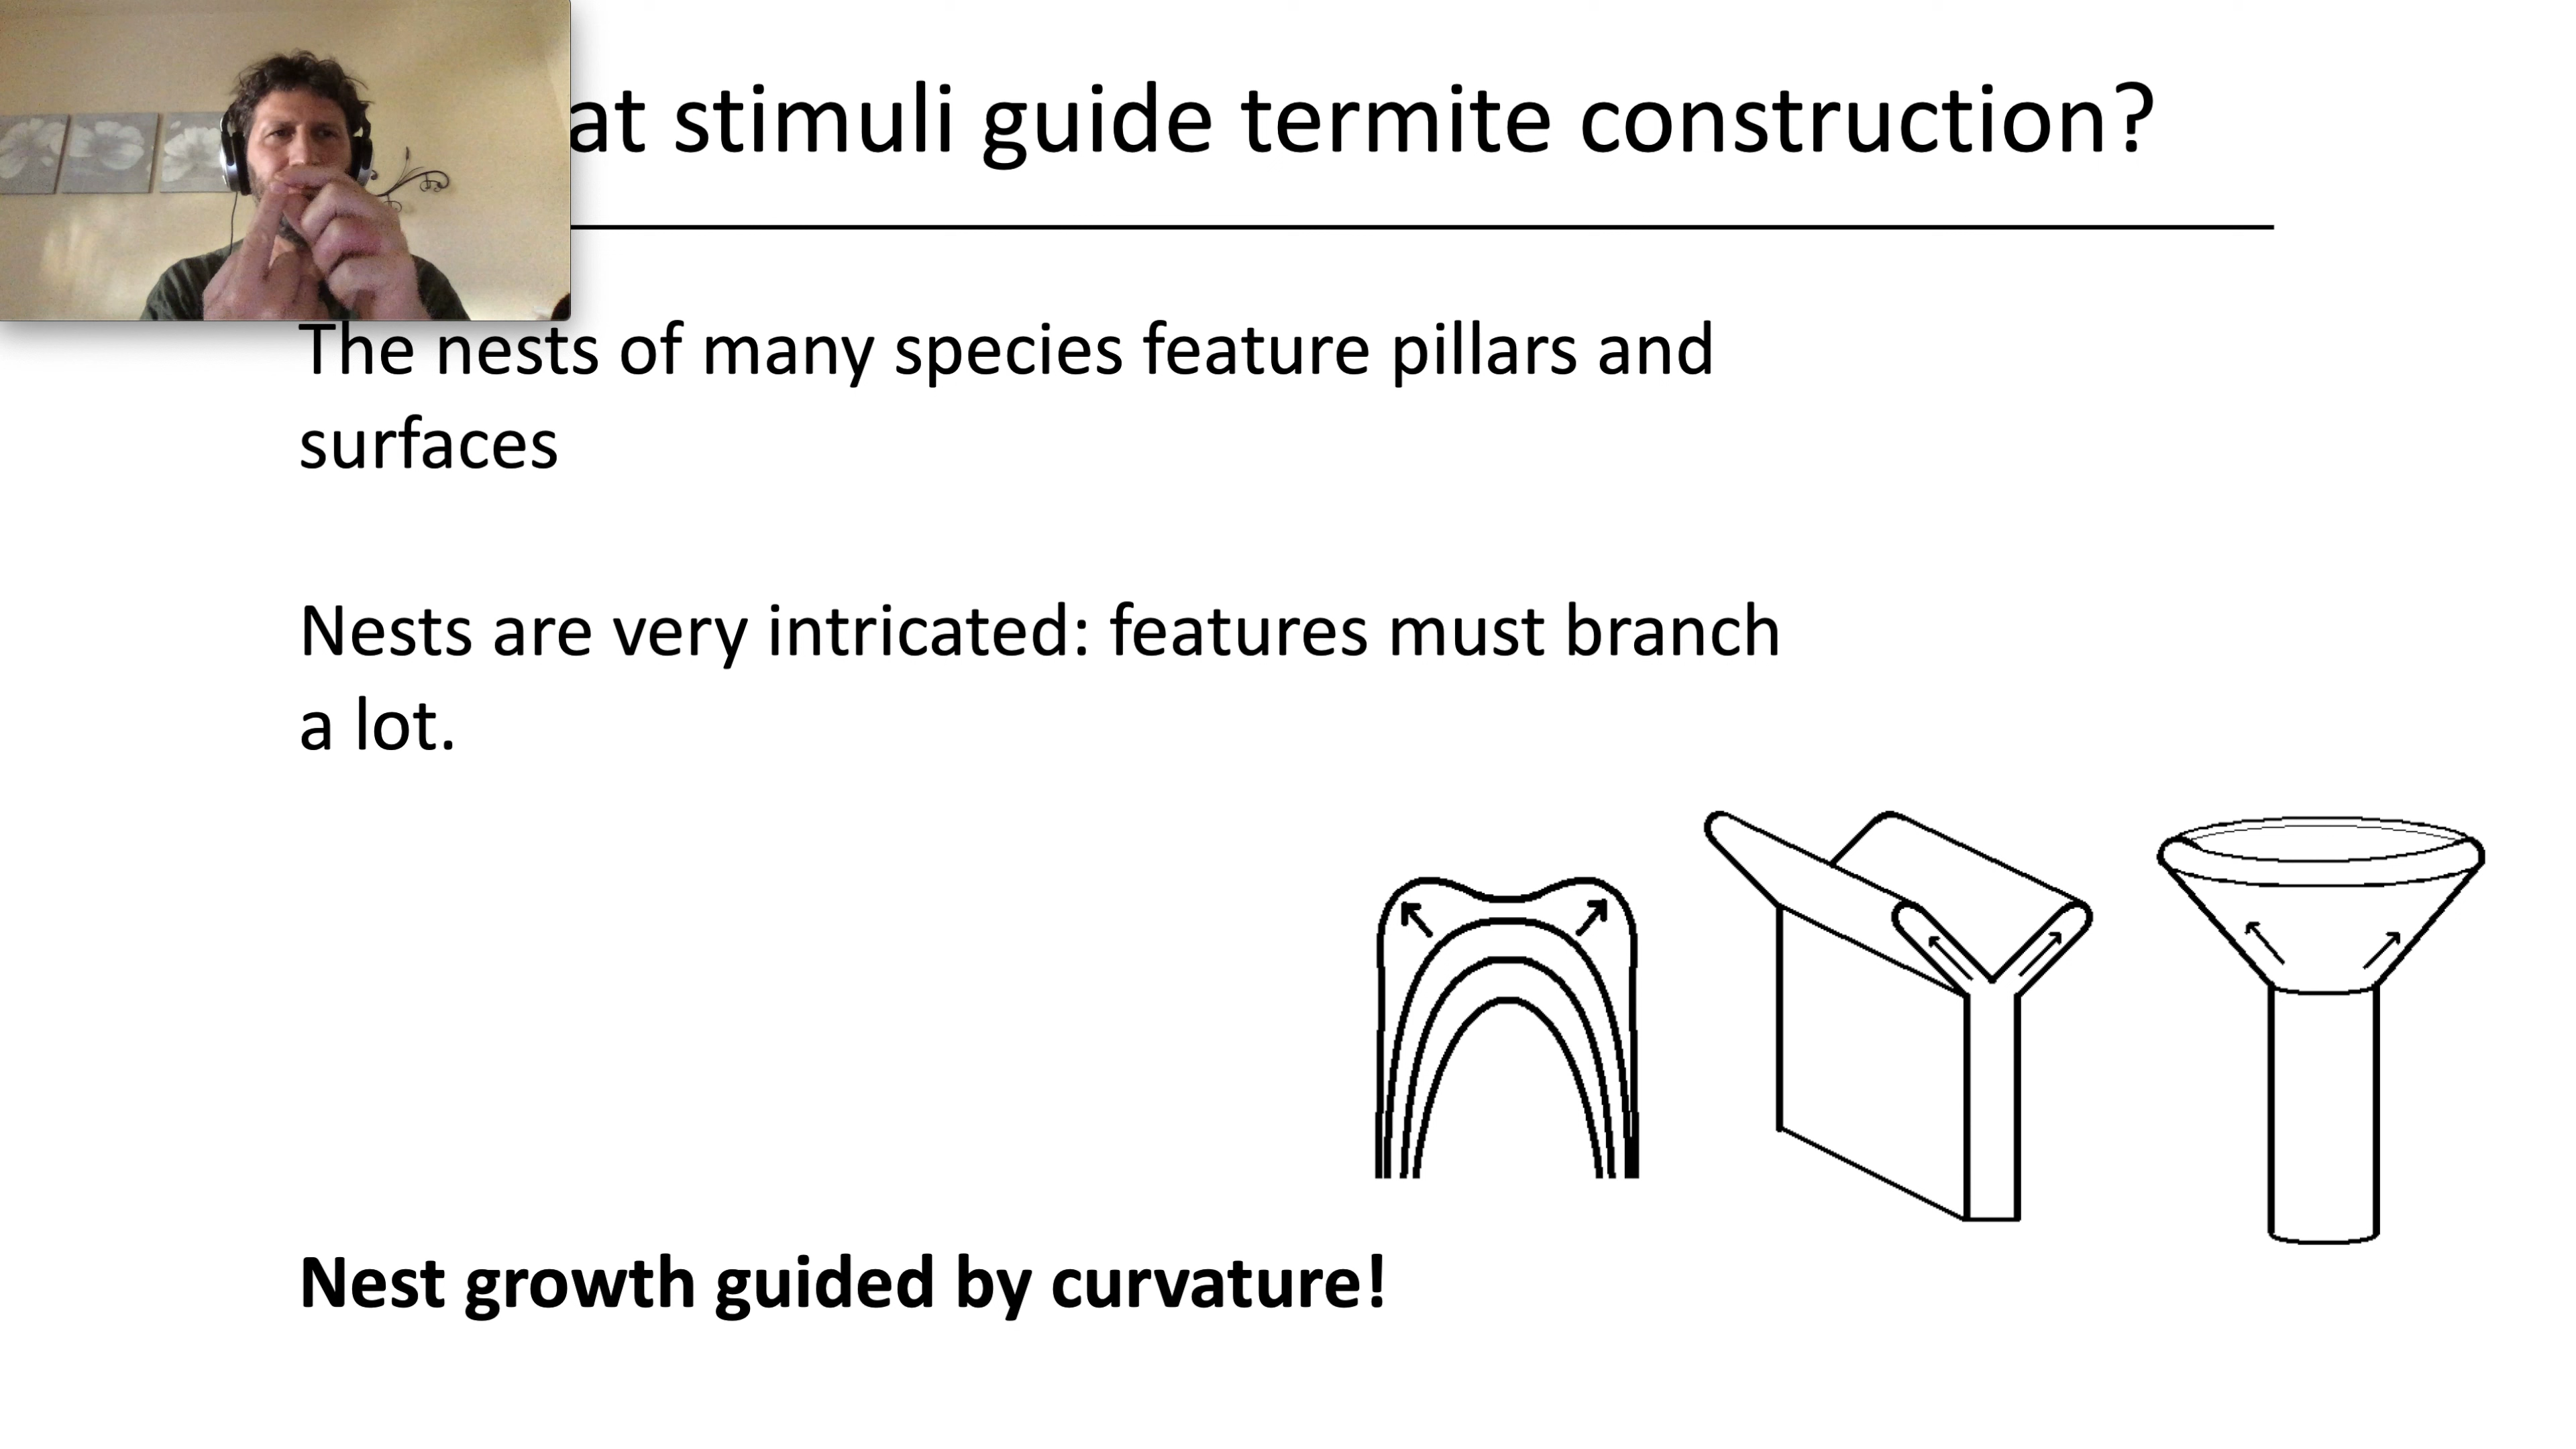 at stimuli guide termite construction?
The nests of many species feature pillars and
surfaces
Nests are very intricated: features must branch
a lot.
Nest growth guided by curvature!